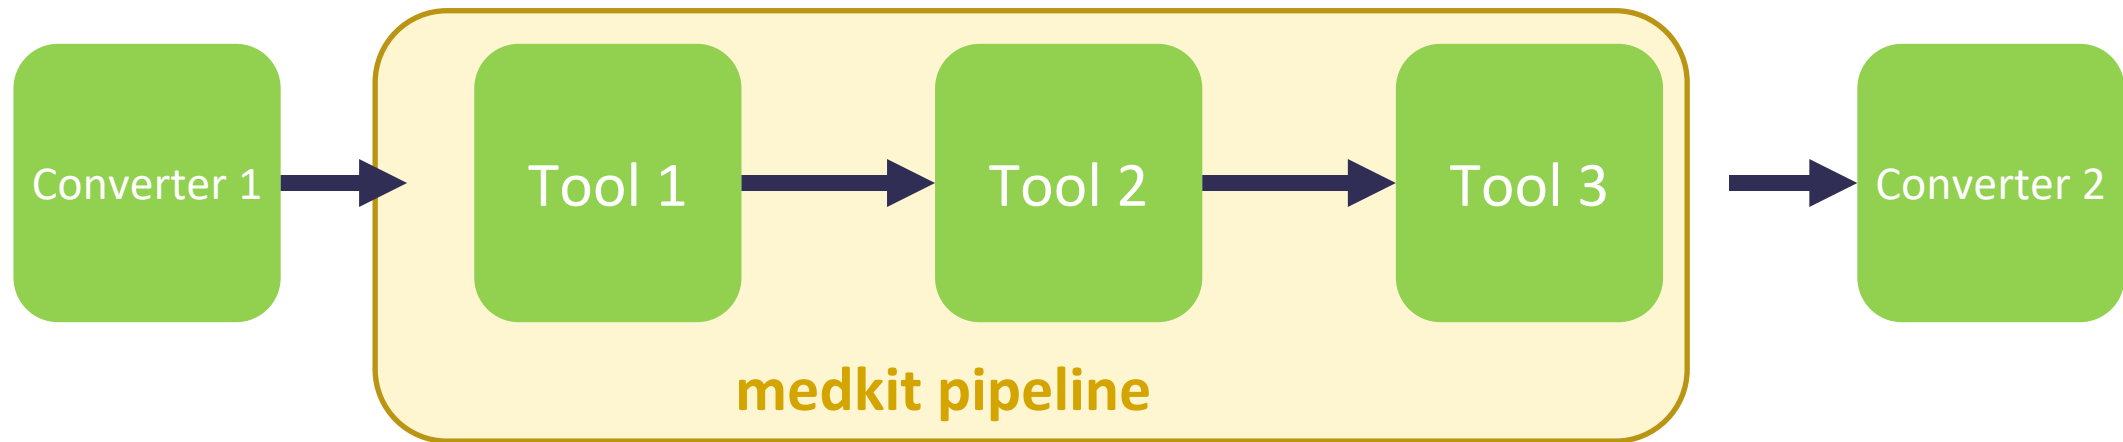 Converter 1
Tool 1
Tool 2
Tool 3
Converter 2
medkit pipeline